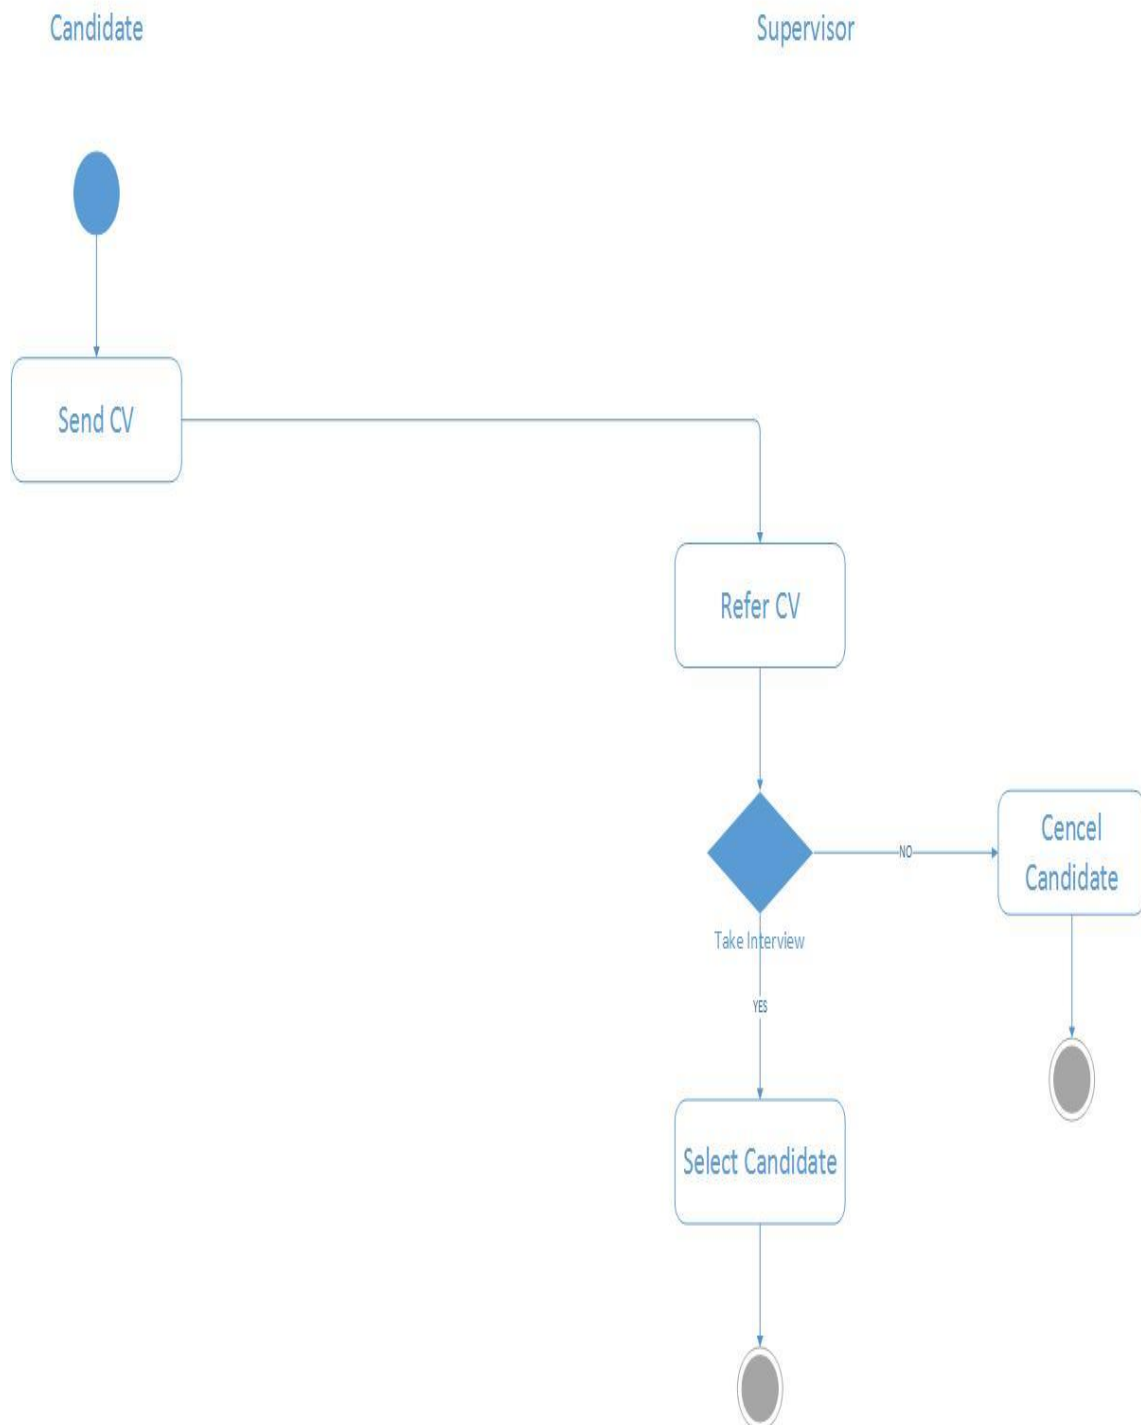 Candidate
Supervisor
Send CV
Refer CV
Cencel
Candidate
NO
Take Interview
YES
Select Candidate